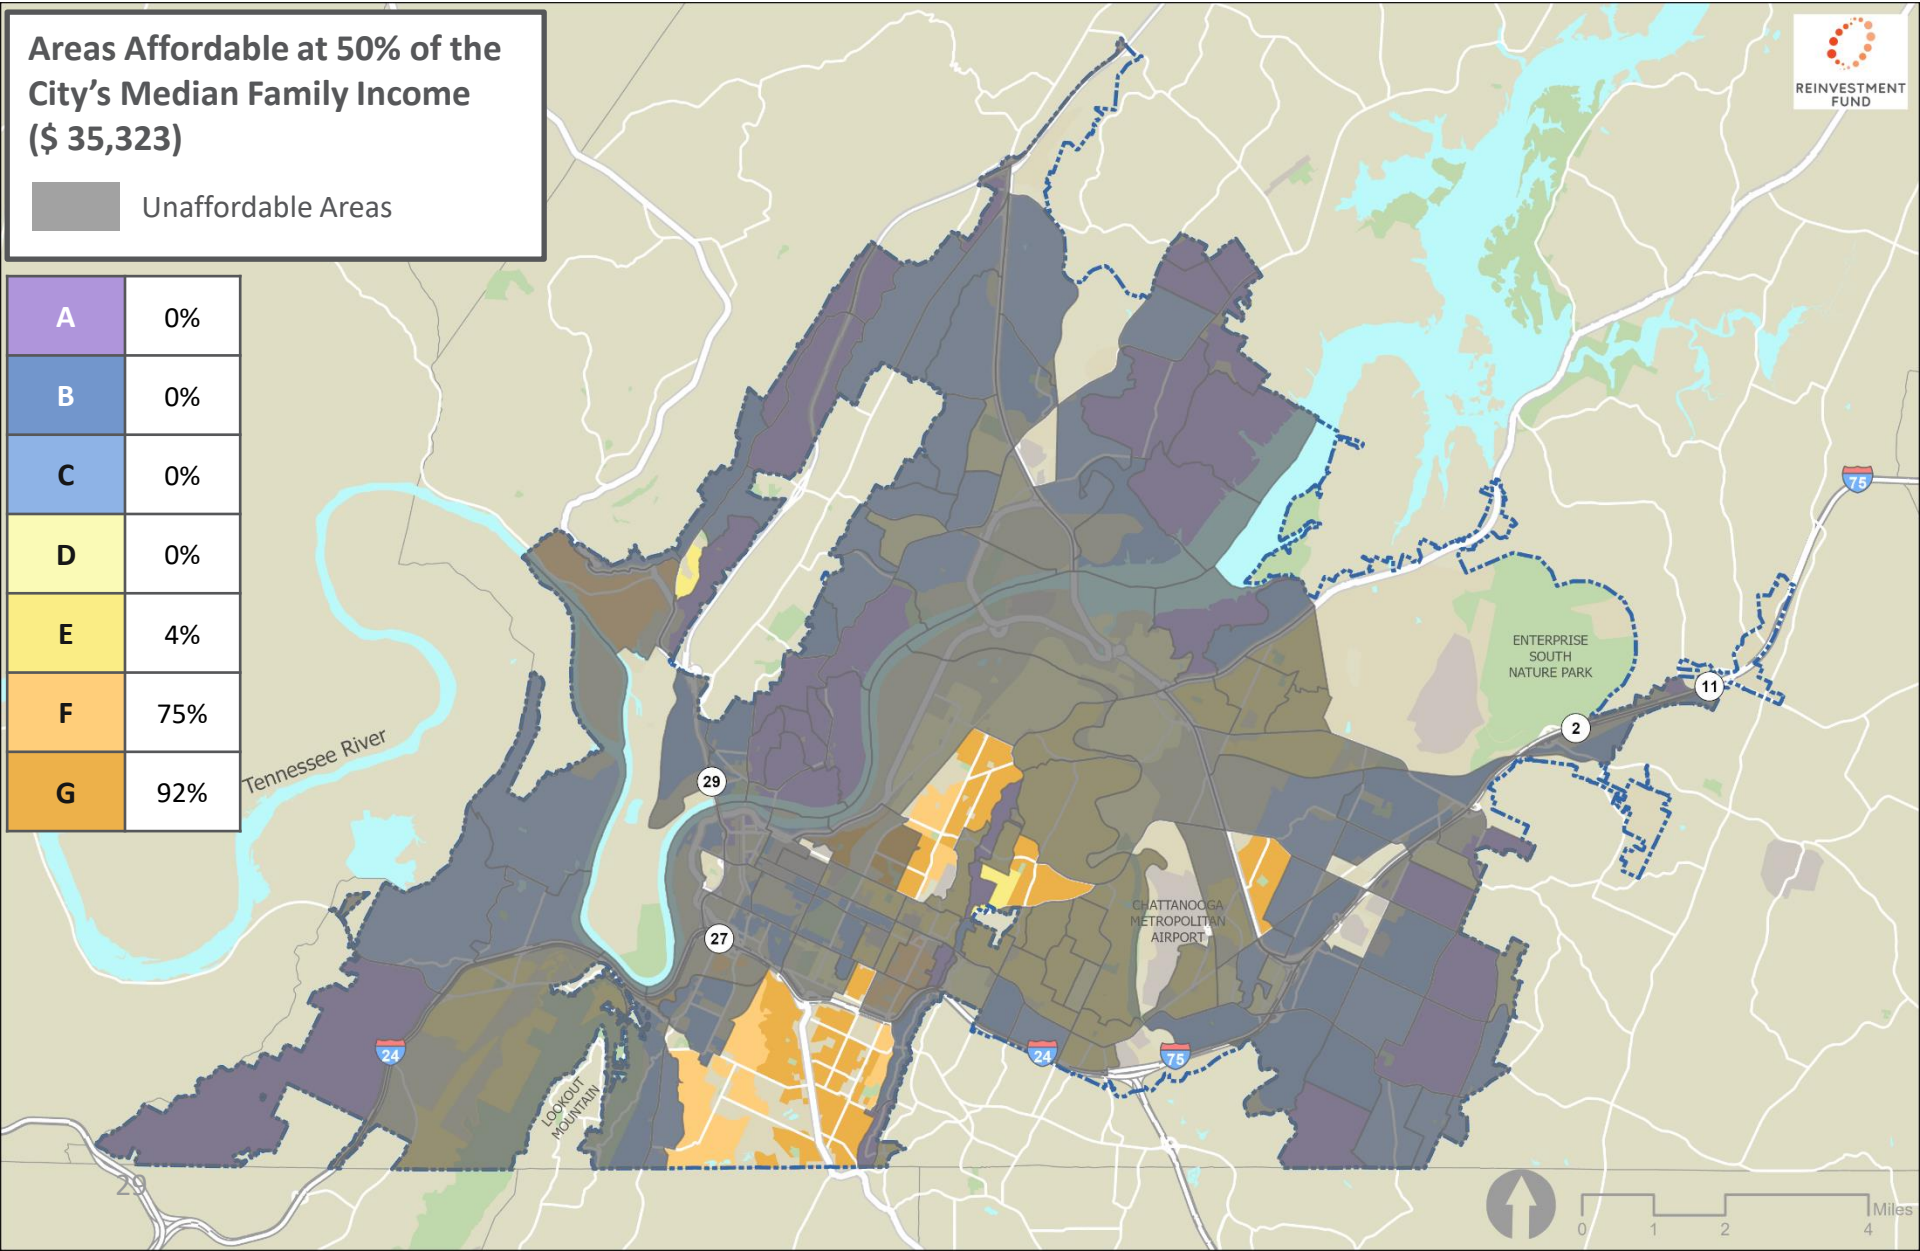 Areas Affordable at 50% of the
City's Median Family Income
($ 35,323)
Unaffordable Areas
REINVESTMENT
FUND
A 0%
B 0%
C 0%
D 0%
E 4%
F 75%
G 92%
Tennessee River
75
ENTERPRISE
SOUTH
NATURE PARK
11
2
29
CHATTANOOGA
METROPOLITAN
AIRPORT
27
24
24
75
LOOKOUT
MOUNTAIN
29
Miles
0 1 2 4